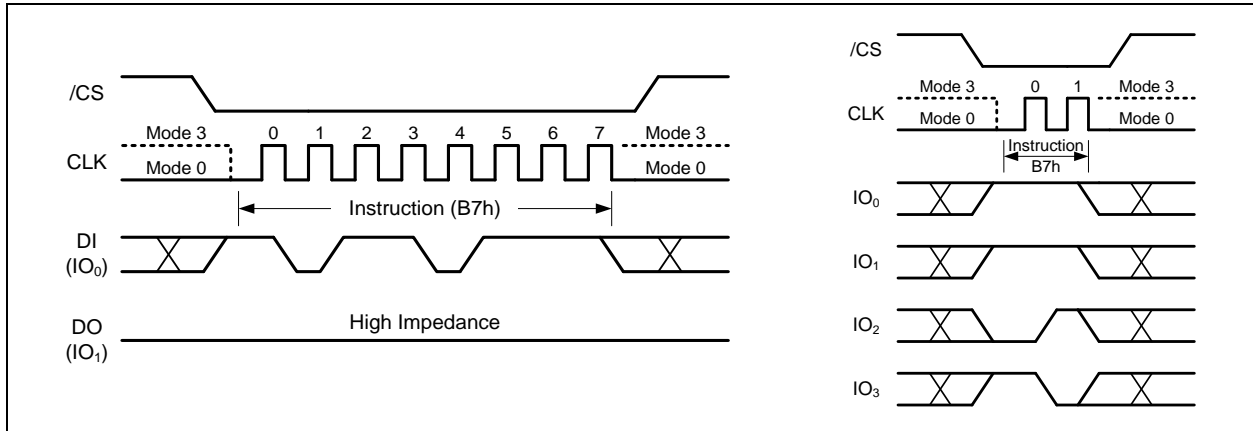 /CS
Mode 3 0 1 2 3 4 5 6 7 Mode 3
CLK Mode 0 Mode 0
Instruction (B7h)
DI
(IO₀)
High Impedance
DO
(IO₁)
/CS
Mode 3 0 1 Mode 3
CLK Mode 0 Mode 0
Instruction
B7h
IO₀
IO₁
IO₂
IO₃